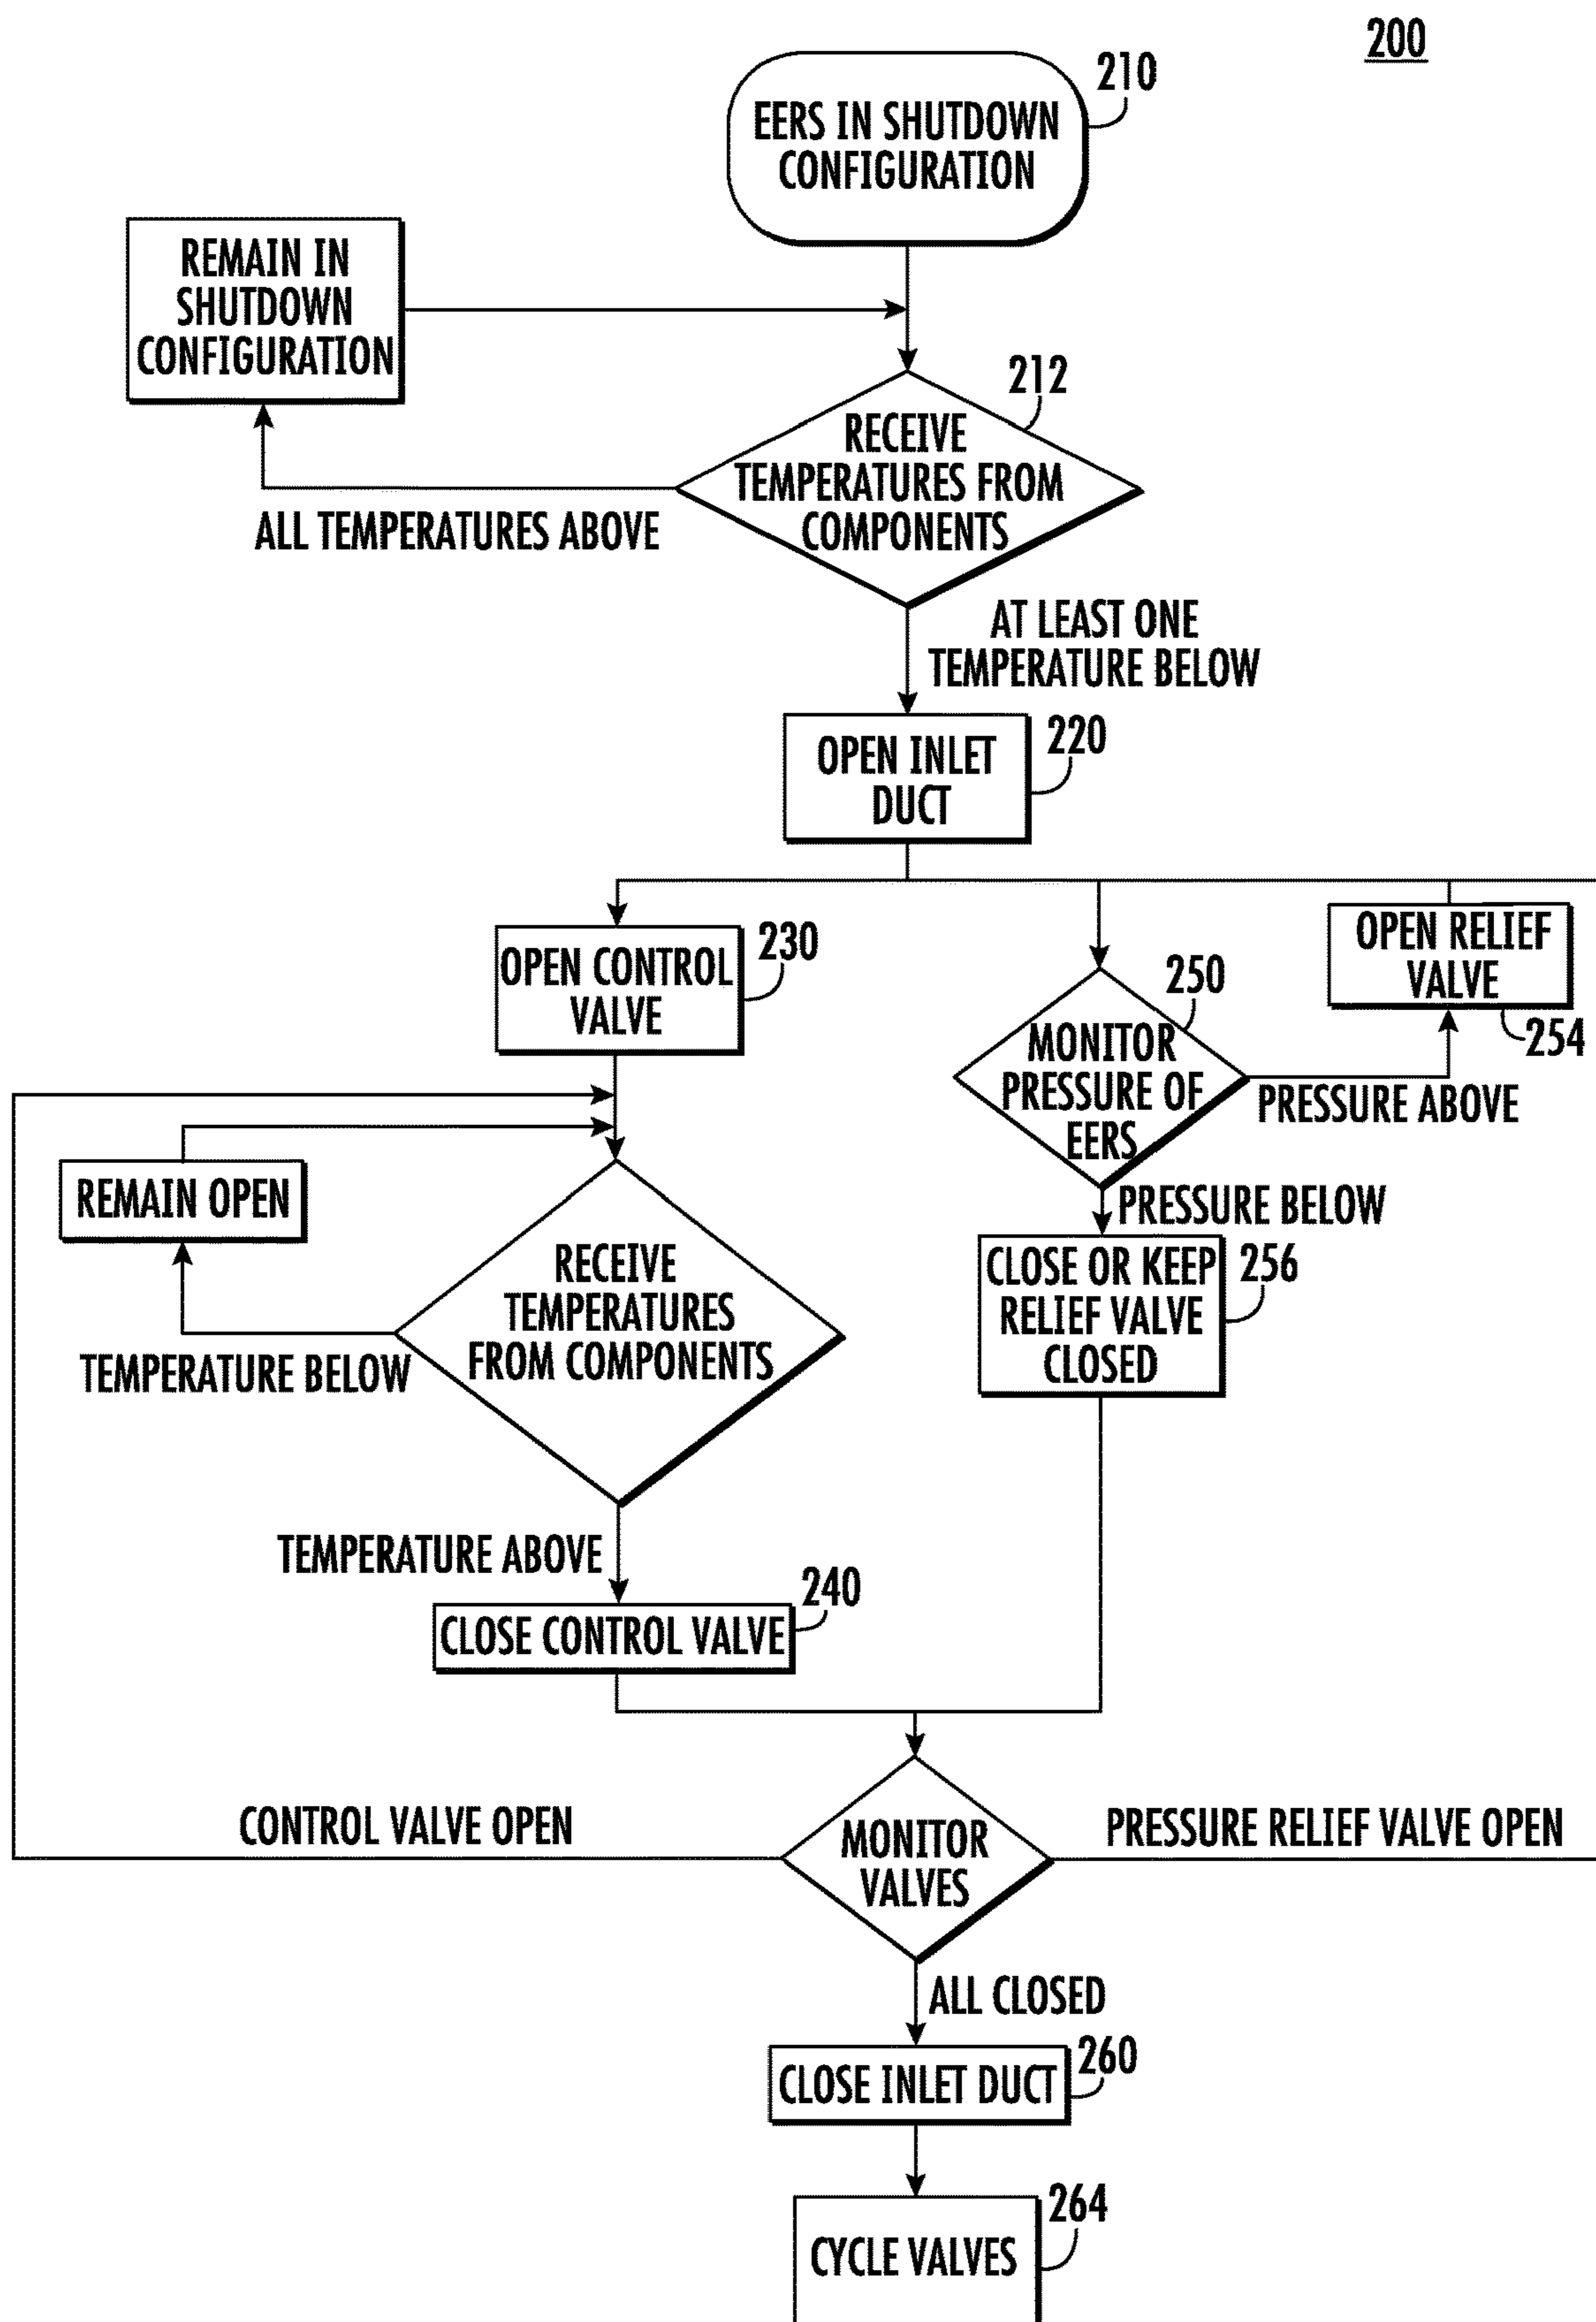 200
210
EERS IN SHUTDOWN
CONFIGURATION
REMAIN IN
SHUTDOWN
CONFIGURATION
212
RECEIVE
TEMPERATURES FROM
COMPONENTS
ALL TEMPERATURES ABOVE
AT LEAST ONE
TEMPERATURE BELOW
220
OPEN INLET
DUCT
230
OPEN CONTROL
VALVE
250
MONITOR
PRESSURE OF
EERS
OPEN RELIEF
VALVE
254
PRESSURE ABOVE
REMAIN OPEN
PRESSURE BELOW
RECEIVE
TEMPERATURES
FROM COMPONENTS
CLOSE OR KEEP
RELIEF VALVE
CLOSED
256
TEMPERATURE BELOW
TEMPERATURE ABOVE
240
CLOSE CONTROL VALVE
CONTROL VALVE OPEN
MONITOR
VALVES
PRESSURE RELIEF VALVE OPEN
ALL CLOSED
260
CLOSE INLET DUCT
264
CYCLE VALVES